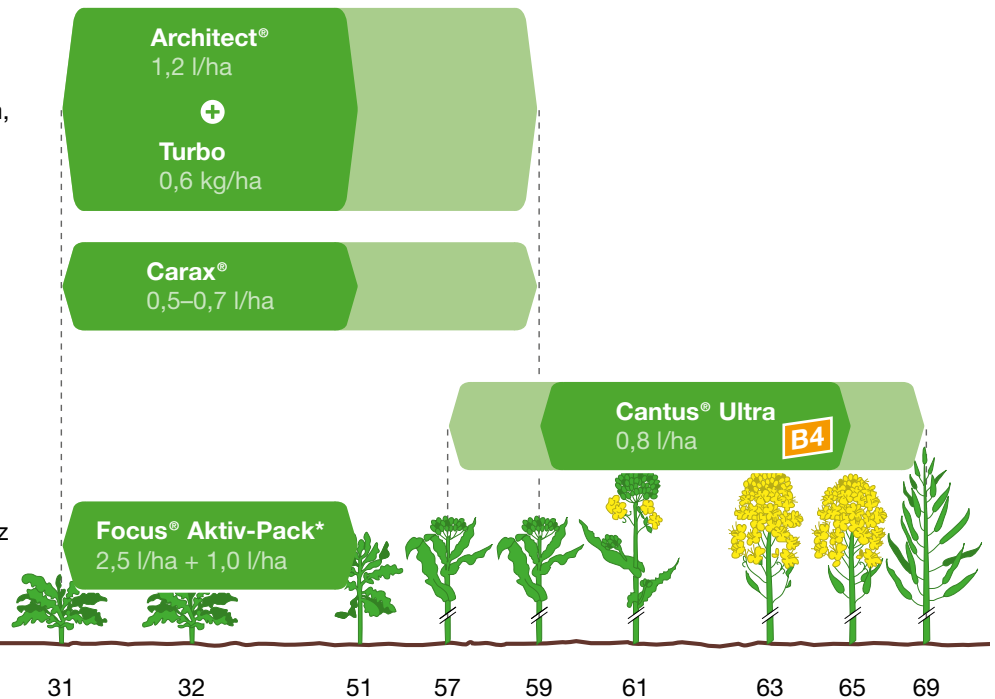 Architect®
1,2 l/ha
+
Turbo
0,6 kg/ha
,
Carax®
0,5–0,7 l/ha
Cantus® Ultra
0,8 l/ha
B4
z
Focus® Aktiv-Pack*
2,5 l/ha + 1,0 l/ha
31 32 51 57 59 61 63 65 69